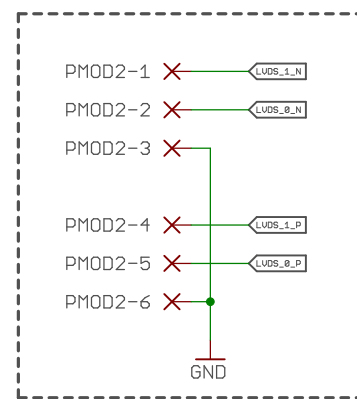 PMOD2-1 LVDS_1_N
PMOD2-2 LVDS_0_N
PMOD2-3
PMOD2-4 LVDS_1_P
PMOD2-5 LVDS_0_P
PMOD2-6
GND